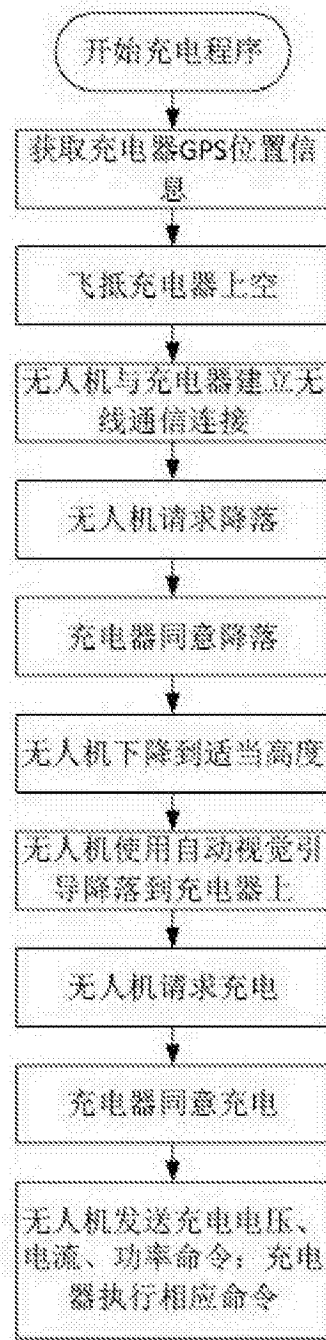 开始充电程序
获取充电器GPS位置信
息
飞抵充电器上空
无人机与充电器建立无
线通信连接
无人机请求降落
充电器同意降落
无人机下降到适当高度
无人机使用自动视觉引
导降落到充电器上
无人机请求充电
充电器同意充电
无人机发送充电电压、
电流、功率命令；充电
器执行相应命令